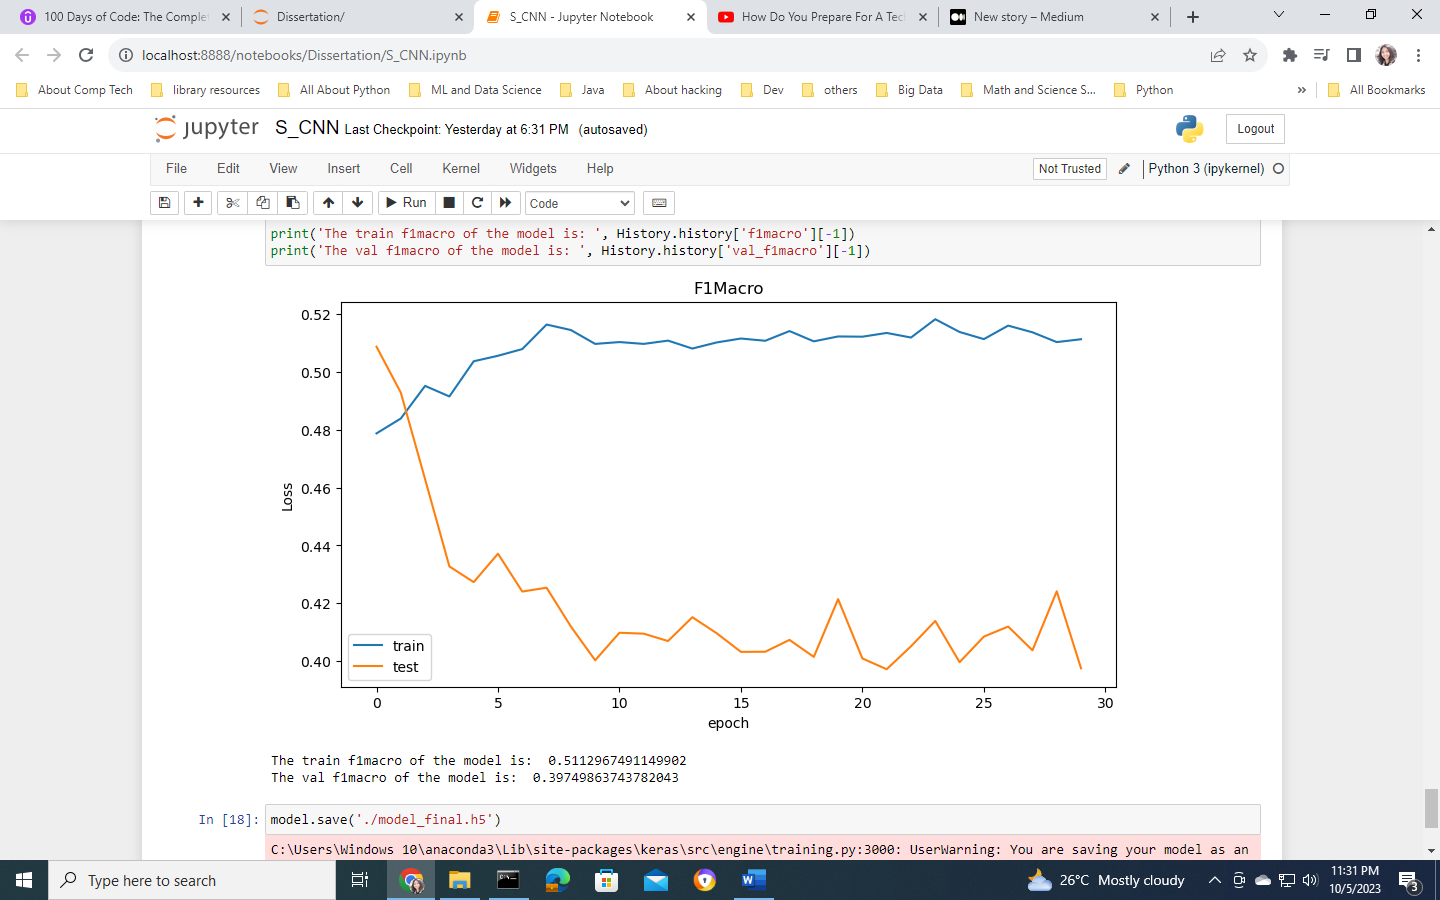 100 Days of Code: The Comple
Dissertation/
S_CNN - Jupyter Notebook
How Do You Prepare For A Tec
New story – Medium
localhost:8888/notebooks/Dissertation/S_CNN.ipynb
About Comp Tech
library resources
All About Python
ML and Data Science
Java
About hacking
Dev
others
Big Data
Math and Science S...
Python
»
All Bookmarks
jupyter S_CNN Last Checkpoint: Yesterday at 6:31 PM (autosaved)
Logout
File Edit View Insert Cell Kernel Widgets Help
Not Trusted
Python 3 (ipykernel)
Run
Code
print('The train f1macro of the model is: ', History.history['f1macro'][-1])
print('The val f1macro of the model is: ', History.history['val_f1macro'][-1])
F1Macro
0.52
0.50
0.48
0.46
0.44
0.42
0.40
Loss
train
test
0 5 10 15 20 25 30
epoch
The train f1macro of the model is:  0.5112967491149902
The val f1macro of the model is:  0.39749863743782043
In [18]: model.save('./model_final.h5')
C:\Users\Windows 10\anaconda3\Lib\site-packages\keras\src\engine\training.py:3000: UserWarning: You are saving your model as an
Type here to search
26°C Mostly cloudy
11:31 PM
10/5/2023
3